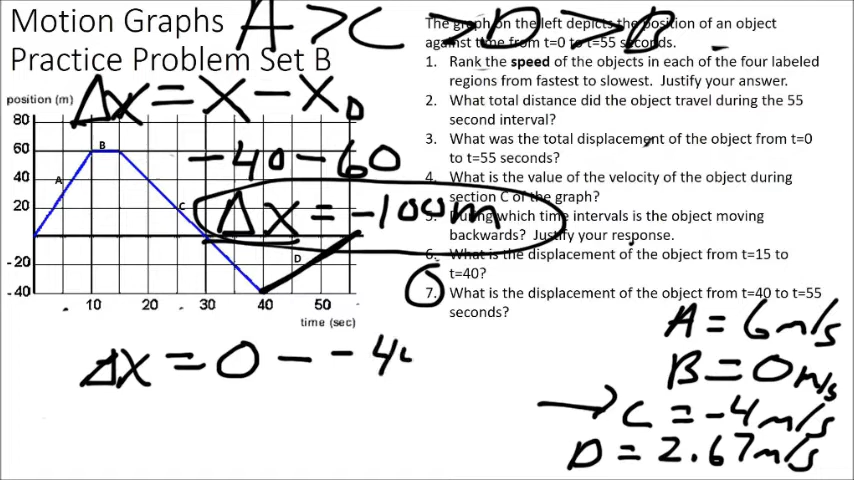 Motion Graphs
Practice Problem Set B
A > C > D > B
The graph on the left depicts the position of an object
against time from t=0 to t=55 seconds.
1. Rank the speed of the objects in each of the four labeled
regions from fastest to slowest. Justify your answer.
2. What total distance did the object travel during the 55
second interval?
3. What was the total displacement of the object from t=0
to t=55 seconds?
4. What is the value of the velocity of the object during
section C of the graph?
5. During which time intervals is the object moving
backwards? Justify your response.
6. What is the displacement of the object from t=15 to
t=40?
7. What is the displacement of the object from t=40 to t=55
seconds?
Δx = x - x₀
position (m)
80
60
40
20
-20
-40
A
B
C
D
10 20 30 40 50
time (sec)
-40-60
Δx = -100m
Δx = 0 - -4
A = 6m/s
B = 0m/s
→ C = -4m/s
D = 2.67m/s